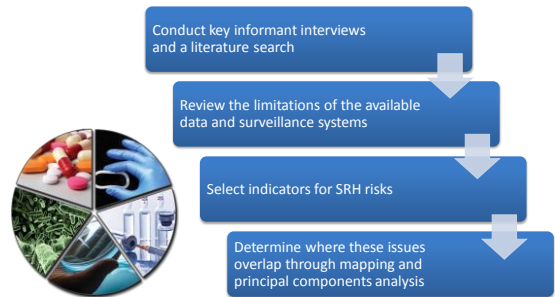 Conduct key informant interviews
and a literature search
Review the limitations of the available
data and surveillance systems
Select indicators for SRH risks
Determine where these issues
overlap through mapping and
principal components analysis